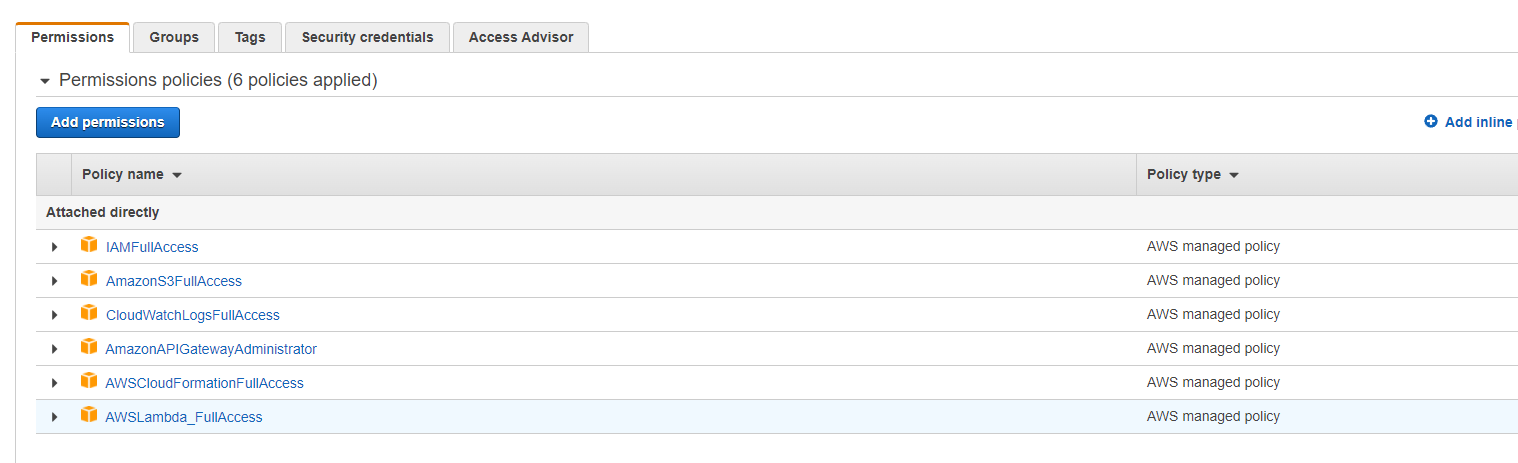 Permissions Groups Tags Security credentials Access Advisor
Permissions policies (6 policies applied)
Add permissions Add inline
Policy name Policy type
Attached directly
IAMFullAccess AWS managed policy
AmazonS3FullAccess AWS managed policy
CloudWatchLogsFullAccess AWS managed policy
AmazonAPIGatewayAdministrator AWS managed policy
AWSCloudFormationFullAccess AWS managed policy
AWSLambda_FullAccess AWS managed policy